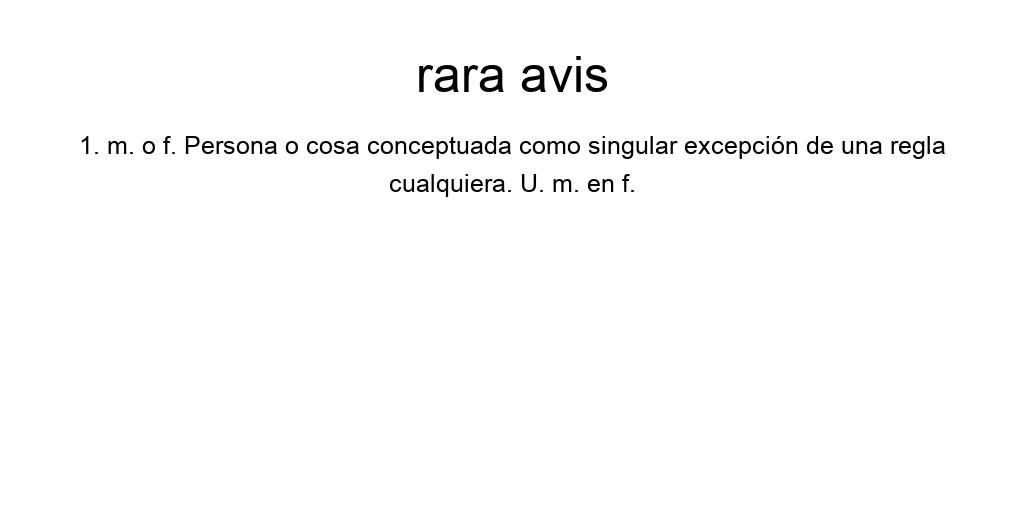 rara avis
1. m. o f. Persona o cosa conceptuada como singular excepción de una regla
cualquiera. U. m. en f.